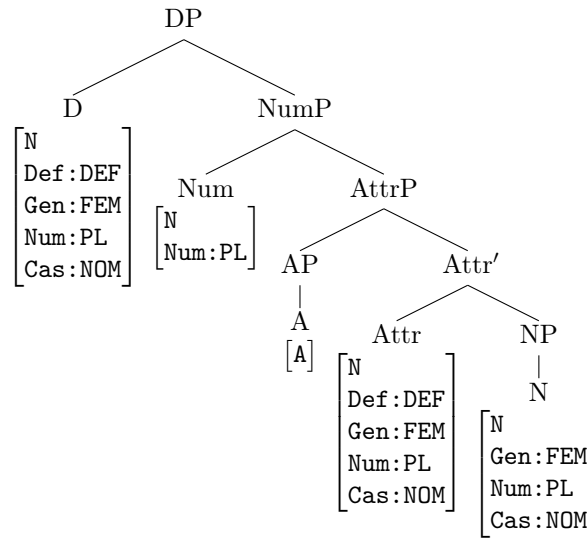 DP
D NumP
N
Def:DEF
Gen:FEM
Num:PL
Cas:NOM
Num AttrP
N
Num:PL
AP Attr′
A
[A]
Attr NP
N
Def:DEF
Gen:FEM
Num:PL
Cas:NOM
N
N
Gen:FEM
Num:PL
Cas:NOM